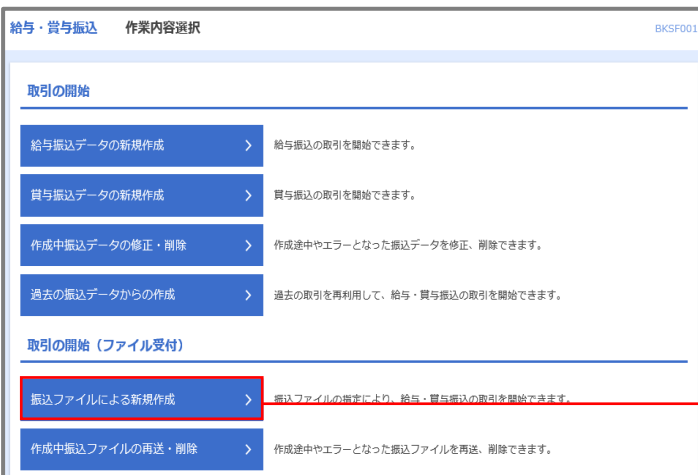 給与・賞与振込 作業内容選択 BKSF001
取引の開始
給与振込データの新規作成 給与振込の取引を開始できます。
賞与振込データの新規作成 賞与振込の取引を開始できます。
作成中振込データの修正・削除 作成途中やエラーとなった振込データを修正、削除できます。
過去の振込データからの作成 過去の取引を再利用して、給与・賞与振込の取引を開始できます。
取引の開始（ファイル受付）
振込ファイルによる新規作成 振込ファイルの指定により、給与・賞与振込の取引を開始できます。
作成中振込ファイルの再送・削除 作成途中やエラーとなった振込ファイルを再送、削除できます。